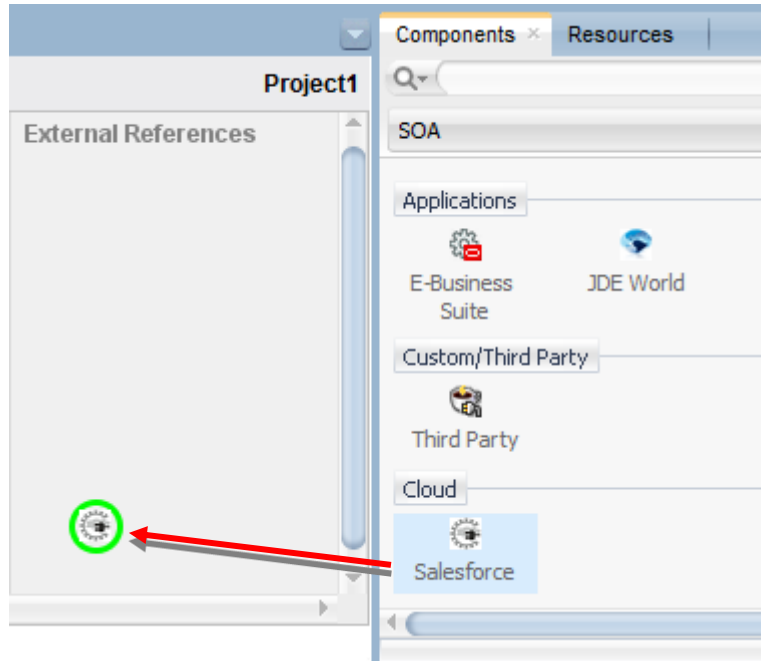 Components
Resources
Project1
External References
SOA
Applications
E-Business
Suite
JDE World
Custom/Third Party
Third Party
Cloud
Salesforce